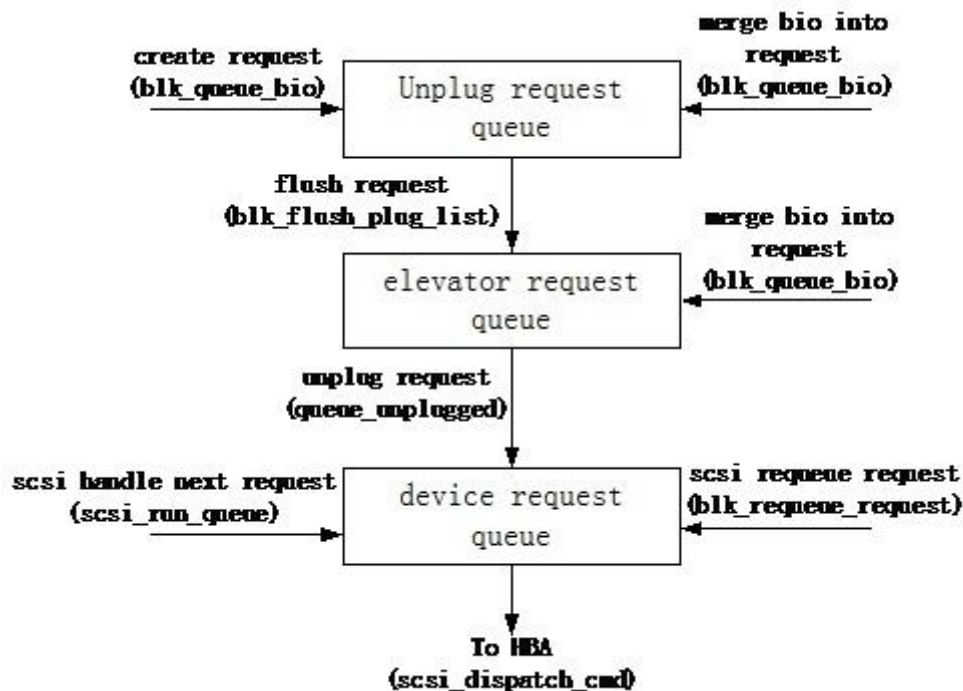 create request
(blk_queue_bio)
merge bio into
request
(blk_queue_bio)
Unplug request
queue
flush request
(blk_flush_plug_list)
merge bio into
request
(blk_queue_bio)
elevator request
queue
unplug request
(queue_unplugged)
scsi handle next request
(scsi_run_queue)
device request
queue
scsi requeue request
(blk_requeue_request)
To HBA
(scsi_dispatch_cmd)